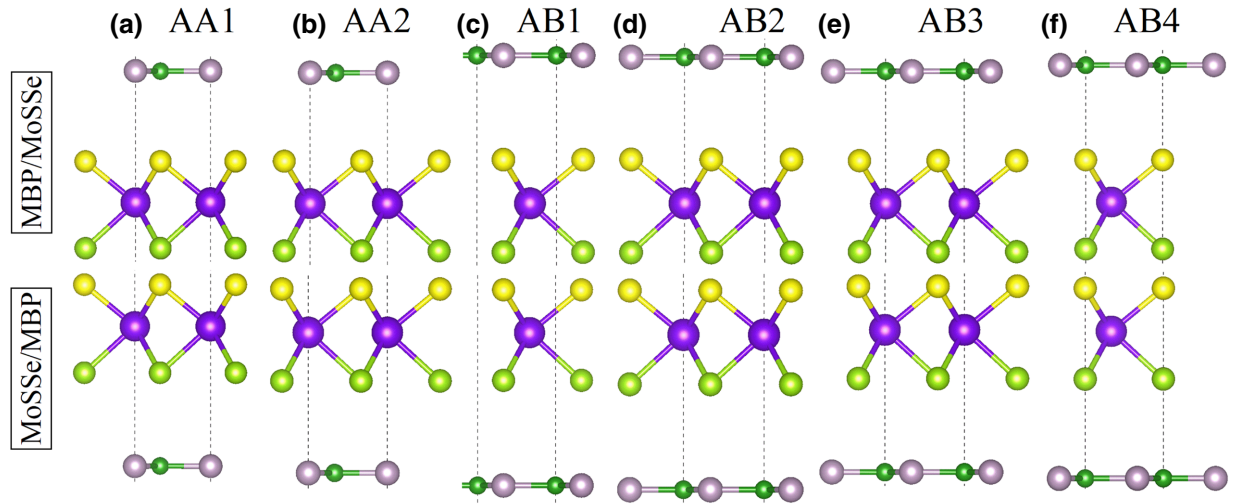 (a) AA1
(b) AA2
(c) AB1
(d) AB2
(e) AB3
(f) AB4
MBP/MoSSe
MoSSe/MBP